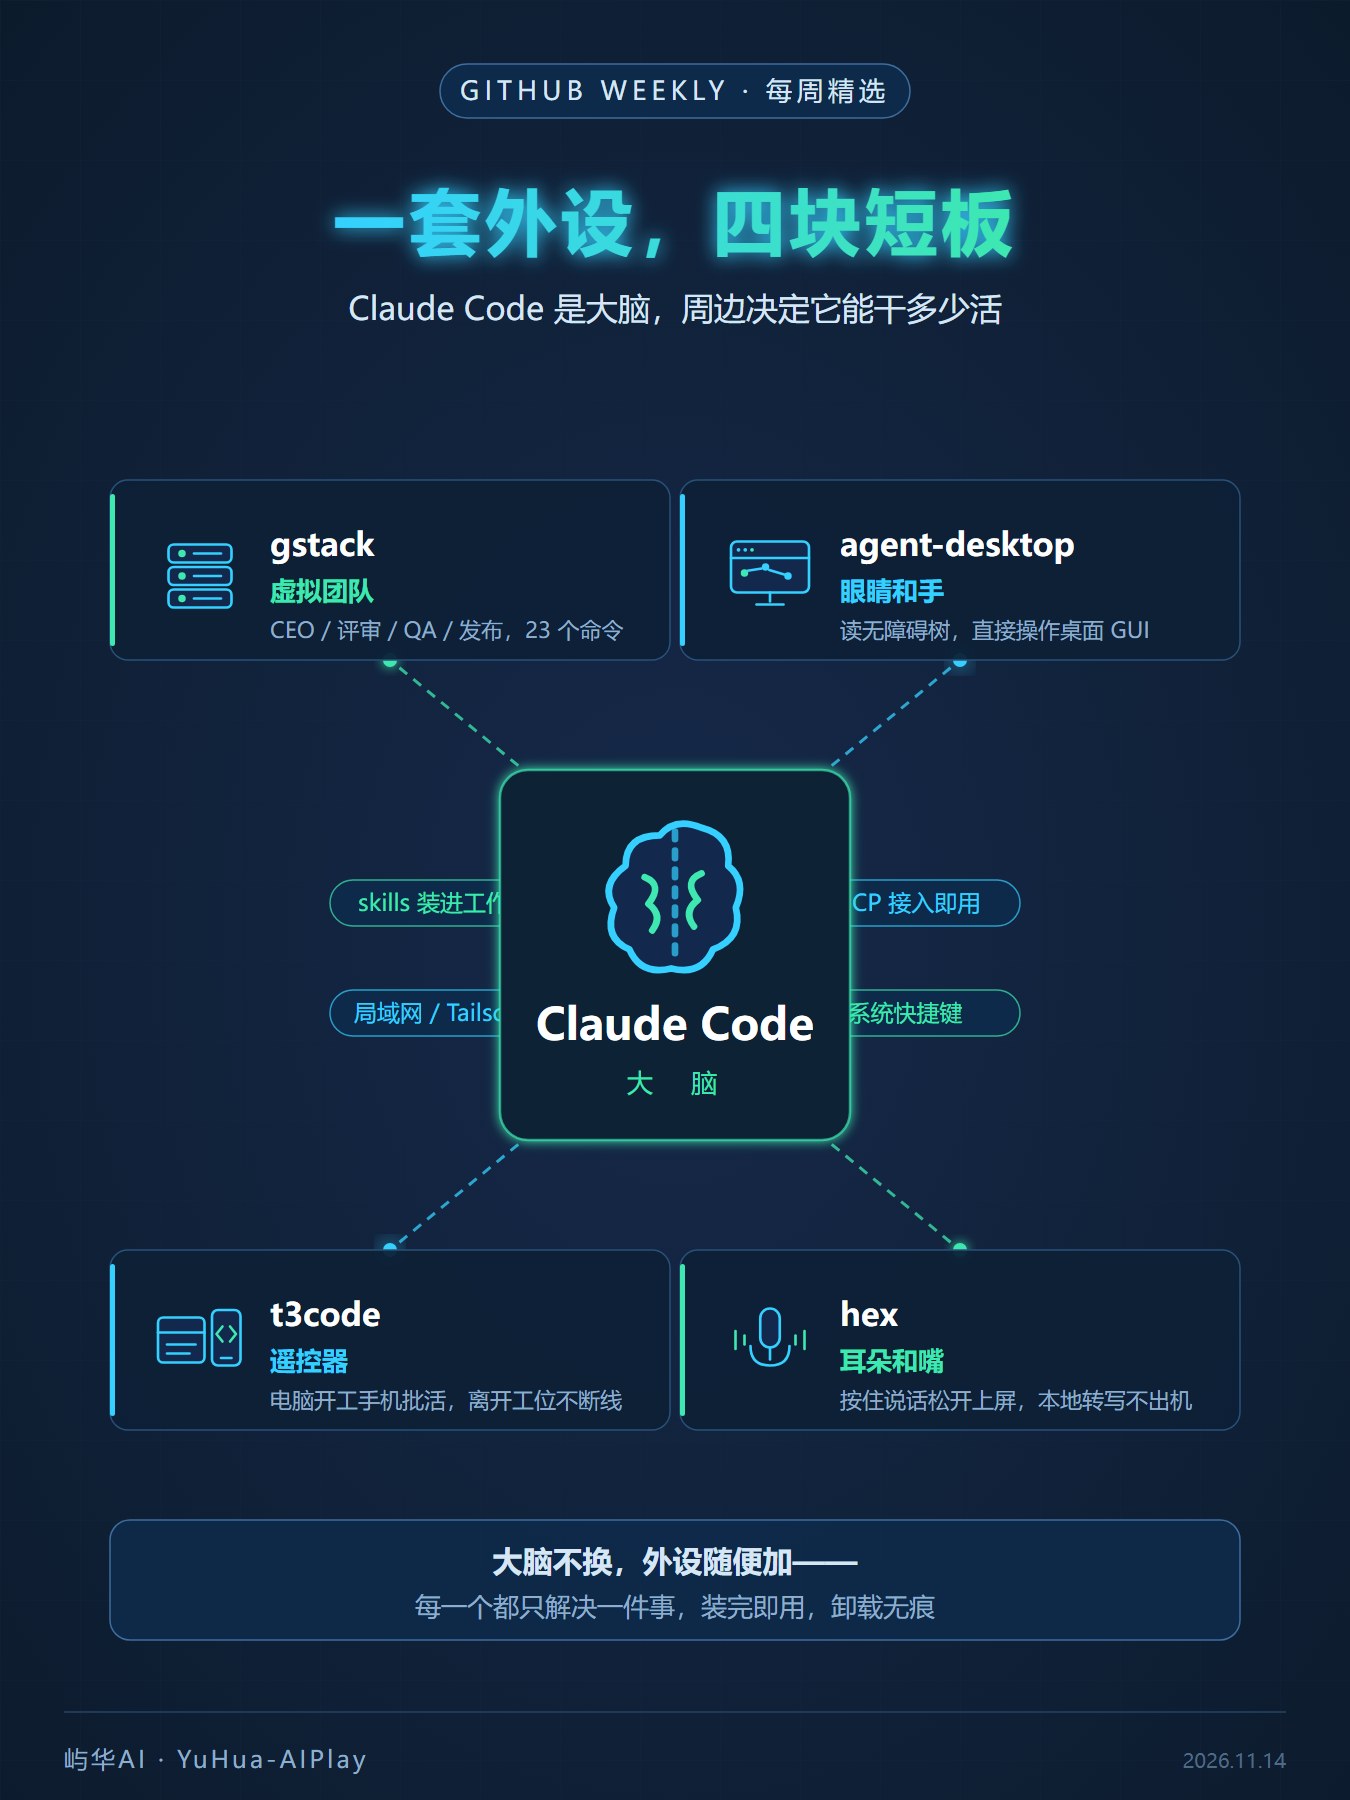 GITHUB WEEKLY · 每周精选
一套外设，四块短板
Claude Code 是大脑，周边决定它能干多少活
gstack
虚拟团队
CEO / 评审 / QA / 发布，23 个命令
agent-desktop
眼睛和手
读无障碍树，直接操作桌面 GUI
skills 装进工作
CP 接入即用
局域网 / Tailsc
系统快捷键
Claude Code
大 脑
t3code
遥控器
电脑开工手机批活，离开工位不断线
hex
耳朵和嘴
按住说话松开上屏，本地转写不出机
大脑不换，外设随便加——
每一个都只解决一件事，装完即用，卸载无痕
屿华AI · YuHua-AIPlay
2026.11.14